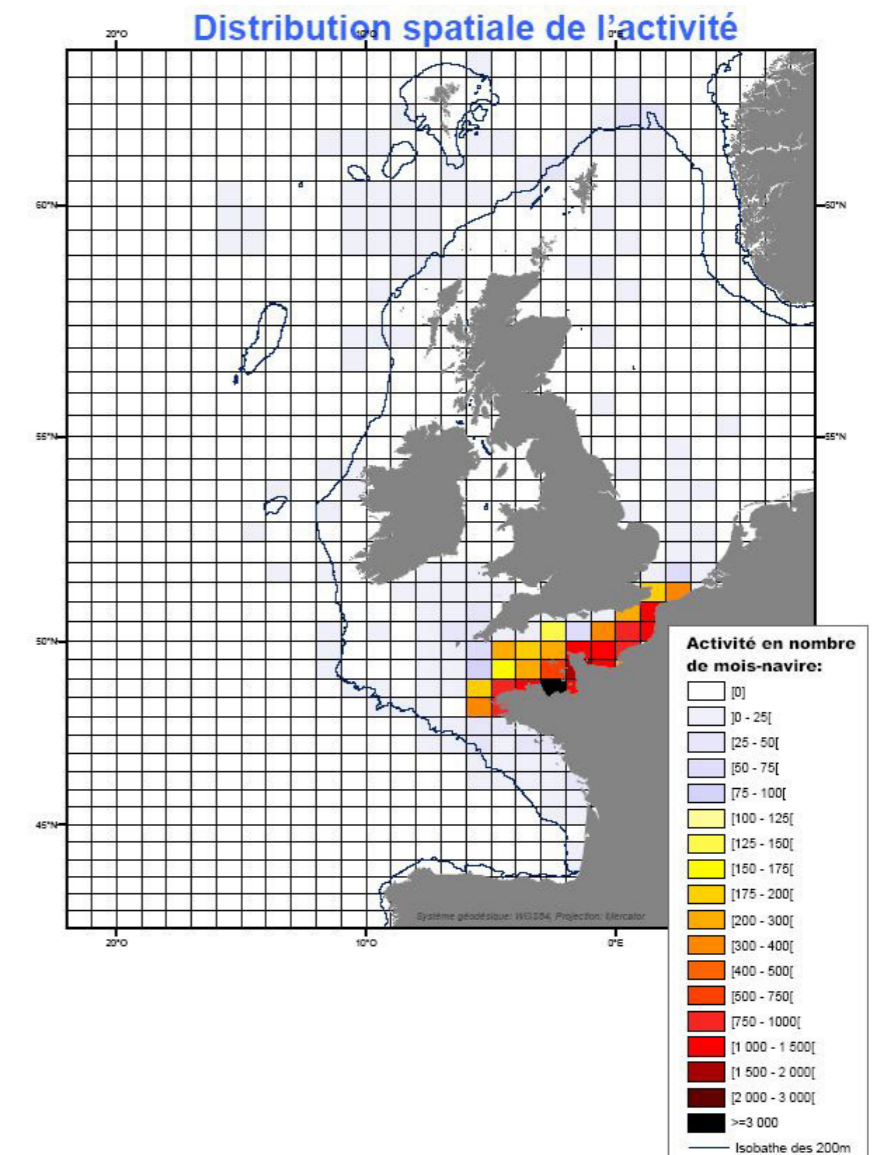 Distribution spatiale de l'activité
20°O 10°O 0°E
60°N 60°N
55°N 55°N
50°N
45°N
Système géodésique: WGS84, Projection: Mercator
20°O 10°O 0°E
Activité en nombre
de mois-navire:
[0]
]0 - 25[
[25 - 50[
[50 - 75[
[75 - 100[
[100 - 125[
[125 - 150[
[150 - 175[
[175 - 200[
[200 - 300[
[300 - 400[
[400 - 500[
[500 - 750[
[750 - 1000[
[1 000 - 1 500[
[1 500 - 2 000[
[2 000 - 3 000[
>=3 000
Isobathe des 200m